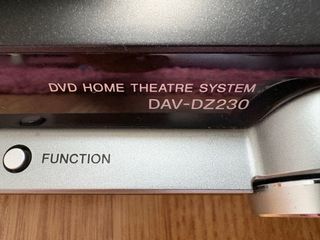 DVD HOME THEATRE SYSTEM
DAV-DZ230
FUNCTION